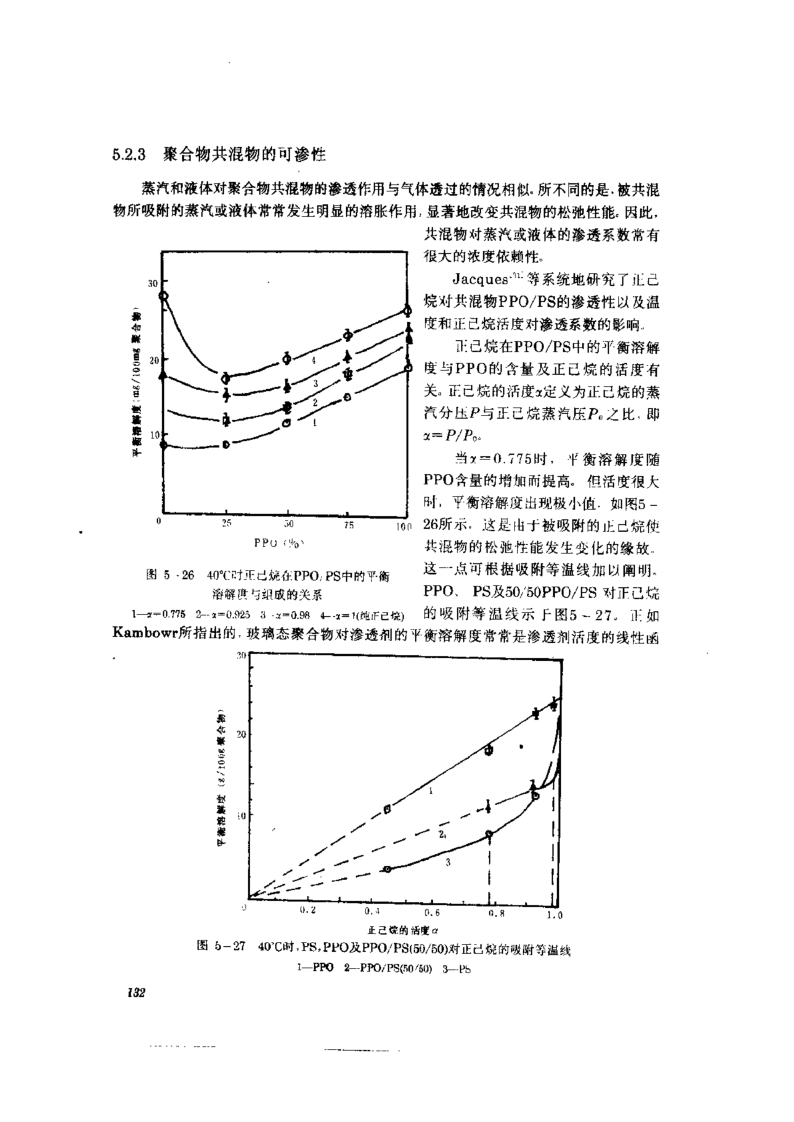 5.2.3 聚合物共混物的可渗性
蒸汽和液体对聚合物共混物的渗透作用与气体透过的情况相似。所不同的是,被共混
物所吸附的蒸汽或液体常常发生明显的溶胀作用,显著地改变共混物的松弛性能。因此,
共混物对蒸汽或液体的渗透系数常有
很大的浓度依赖性。
Jacques 等系统地研究了正己
烷对共混物PPO/PS的渗透性以及温
度和正己烷活度对渗透系数的影响。
正己烷在PPO/PS中的平衡溶解
度与PPO的含量及正己烷的活度有
关。正己烷的活度α定义为正己烷的蒸
汽分压P与正己烷蒸汽压P₀之比,即
α=P/P₀。
当α=0.775时,平衡溶解度随
PPO含量的增加而提高。但活度很大
时,平衡溶解度出现极小值,如图5-
26所示,这是由于被吸附的正己烷使
共混物的松弛性能发生变化的缘故。
这一点可根据吸附等温线加以阐明。
PPO、PS及50/50PPO/PS 对正己烷
的吸附等温线示于图5-27。正如
平衡溶解度(mg/100mg 聚合物)
30
20
10
4
3
2
1
0 25 50 75 100
PPO(%)
图 5-26 40℃时正己烷在PPO/PS中的平衡
溶解度与组成的关系
1—α=0.775 2—α=0.925 3—α=0.98 4—α=1(纯正己烷)
Kambowr所指出的,玻璃态聚合物对渗透剂的平衡溶解度常常是渗透剂活度的线性函
平衡溶解度(g/100g聚合物)
30
20
10
1
2
3
0 0.2 0.4 0.6 0.8 1.0
正己烷的活度α
图 5-27 40℃时,PS,PPO及PPO/PS(50/50)对正己烷的吸附等温线
1—PPO 2—PPO/PS(50/50) 3—PS
132